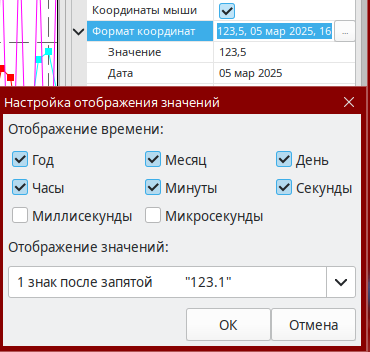 Координаты мыши
Формат координат 123,5, 05 мар 2025, 16 ...
Значение 123,5
Дата 05 мар 2025
Настройка отображения значений
Отображение времени:
Год Месяц День
Часы Минуты Секунды
Миллисекунды Микросекунды
Отображение значений:
1 знак после запятой "123.1"
ОК Отмена